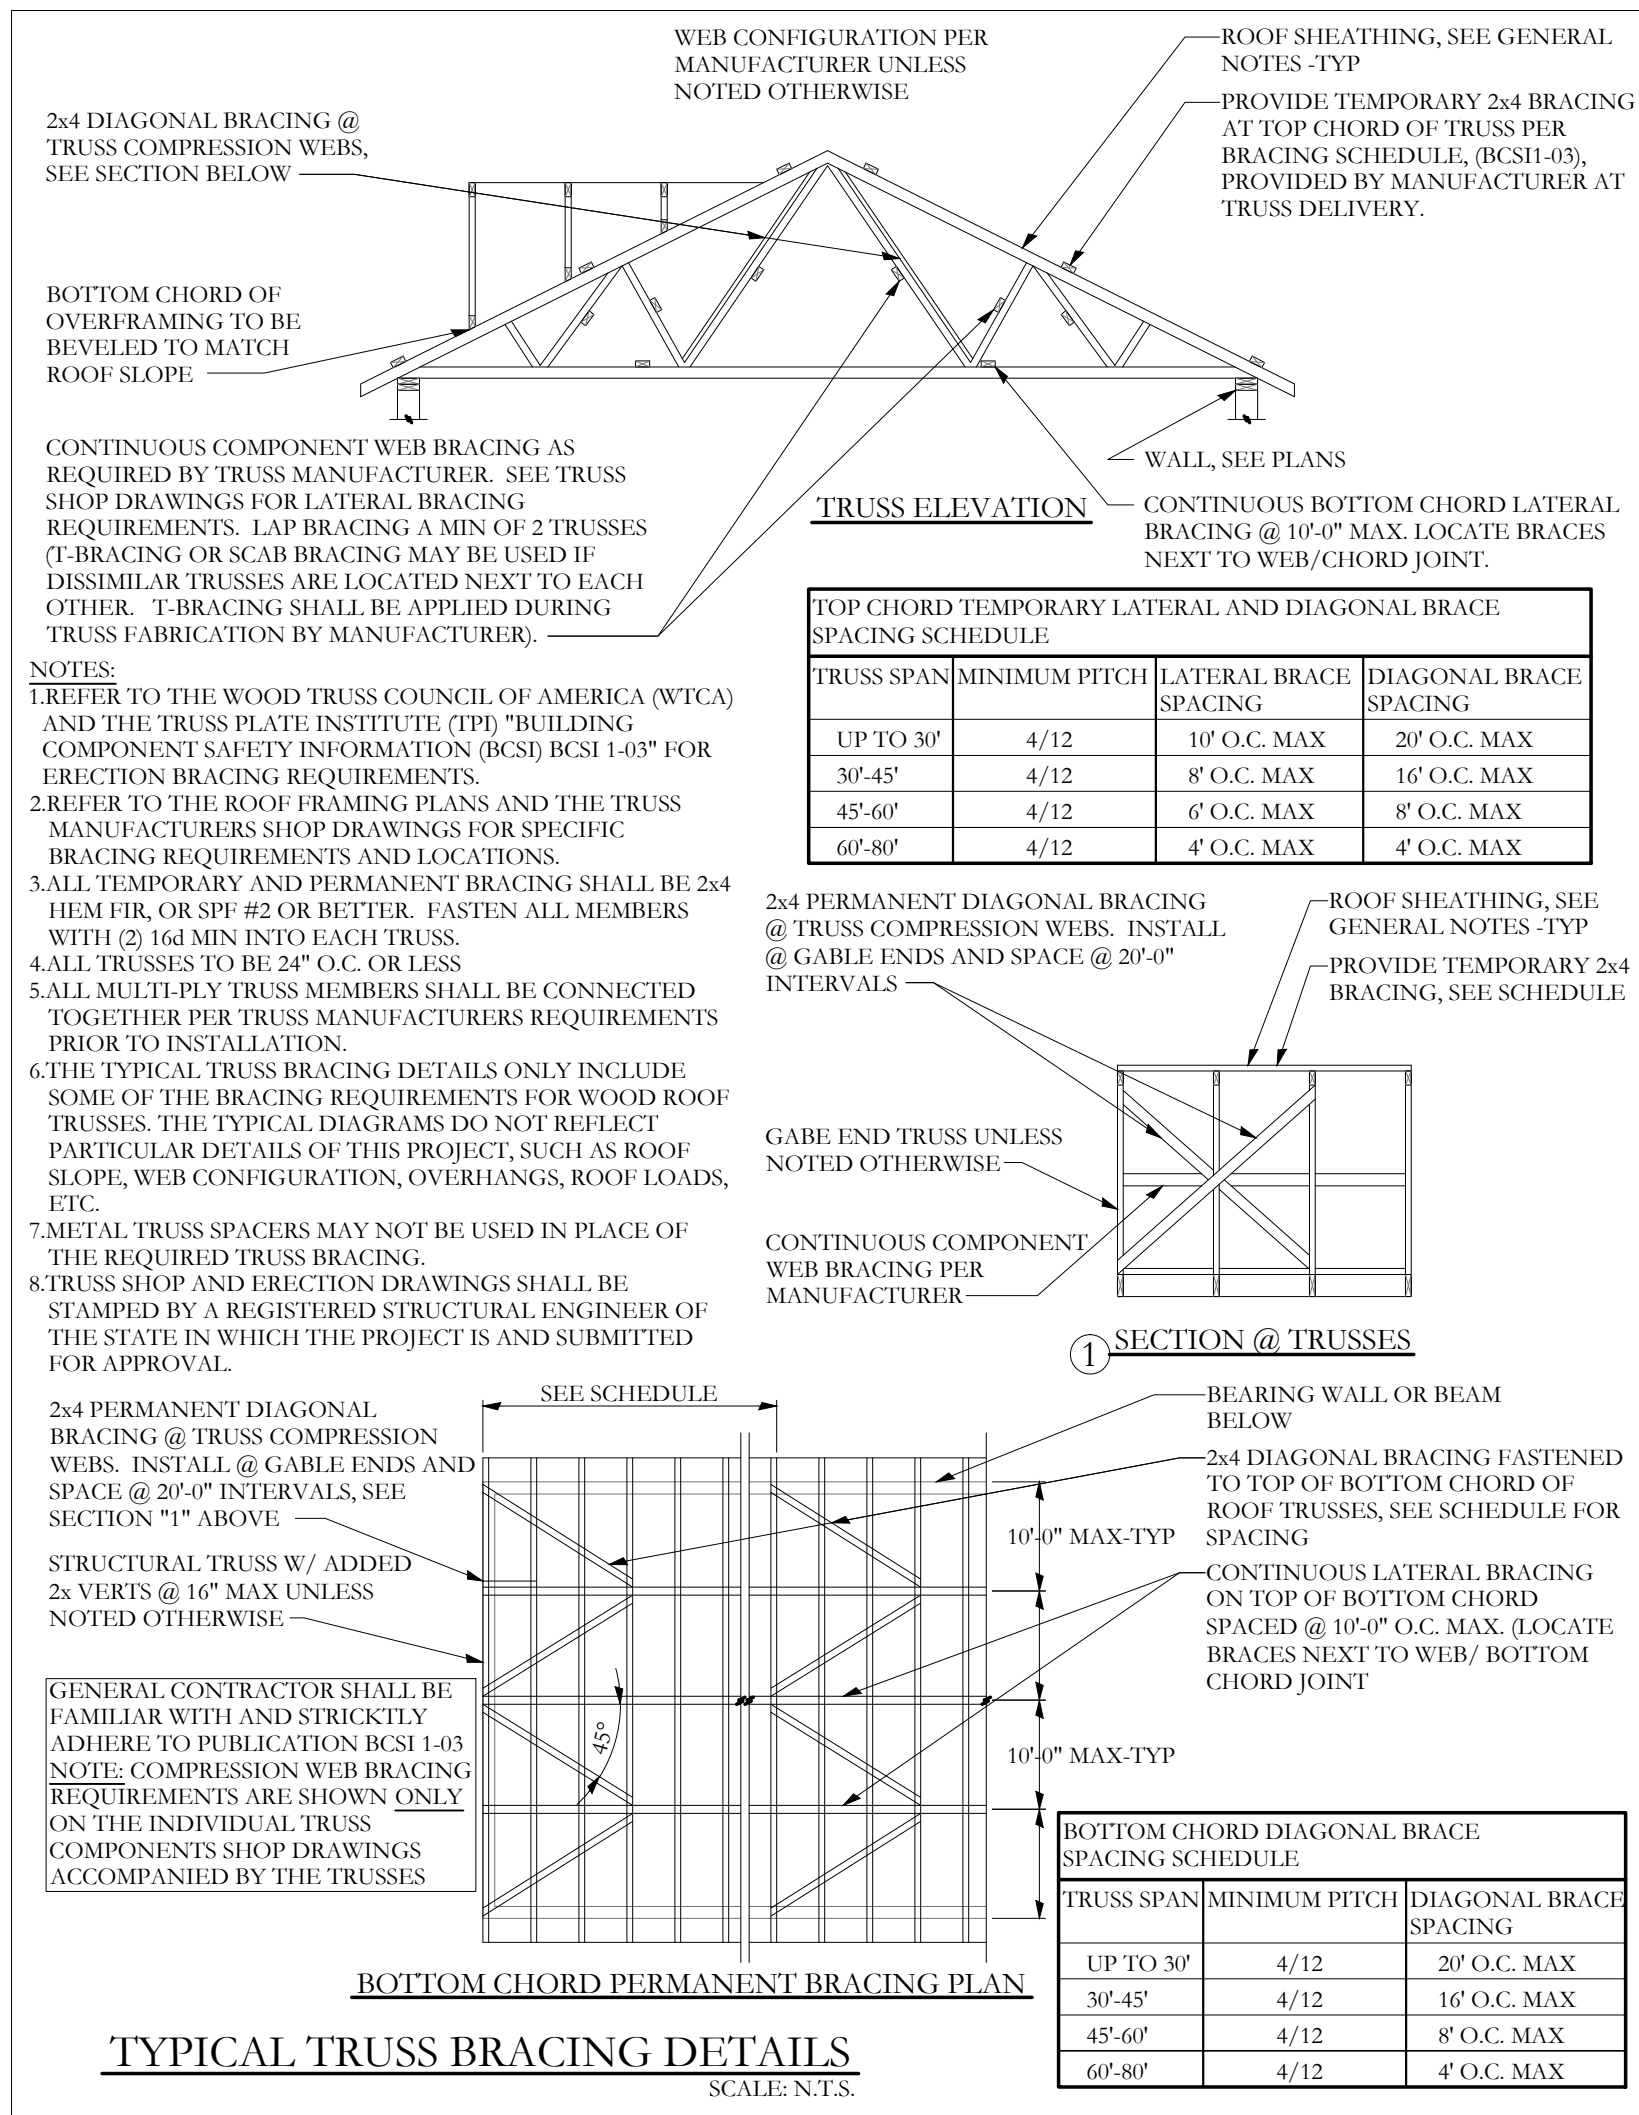 WEB CONFIGURATION PER
MANUFACTURER UNLESS
NOTED OTHERWISE
ROOF SHEATHING, SEE GENERAL
NOTES -TYP
PROVIDE TEMPORARY 2x4 BRACING
AT TOP CHORD OF TRUSS PER
BRACING SCHEDULE, (BCSI1-03),
PROVIDED BY MANUFACTURER AT
TRUSS DELIVERY.
2x4 DIAGONAL BRACING @
TRUSS COMPRESSION WEBS,
SEE SECTION BELOW
BOTTOM CHORD OF
OVERFRAMING TO BE
BEVELED TO MATCH
ROOF SLOPE
CONTINUOUS COMPONENT WEB BRACING AS
REQUIRED BY TRUSS MANUFACTURER. SEE TRUSS
SHOP DRAWINGS FOR LATERAL BRACING
REQUIREMENTS. LAP BRACING A MIN OF 2 TRUSSES
(T-BRACING OR SCAB BRACING MAY BE USED IF
DISSIMILAR TRUSSES ARE LOCATED NEXT TO EACH
OTHER. T-BRACING SHALL BE APPLIED DURING
TRUSS FABRICATION BY MANUFACTURER).
WALL, SEE PLANS
TRUSS ELEVATION
CONTINUOUS BOTTOM CHORD LATERAL
BRACING @ 10'-0" MAX. LOCATE BRACES
NEXT TO WEB/CHORD JOINT.
TOP CHORD TEMPORARY LATERAL AND DIAGONAL BRACE
SPACING SCHEDULE
TRUSS SPAN MINIMUM PITCH LATERAL BRACE DIAGONAL BRACE
SPACING SPACING
UP TO 30' 4/12 10' O.C. MAX 20' O.C. MAX
30'-45' 4/12 8' O.C. MAX 16' O.C. MAX
45'-60' 4/12 6' O.C. MAX 8' O.C. MAX
60'-80' 4/12 4' O.C. MAX 4' O.C. MAX
NOTES:
1.REFER TO THE WOOD TRUSS COUNCIL OF AMERICA (WTCA)
AND THE TRUSS PLATE INSTITUTE (TPI) "BUILDING
COMPONENT SAFETY INFORMATION (BCSI) BCSI 1-03" FOR
ERECTION BRACING REQUIREMENTS.
2.REFER TO THE ROOF FRAMING PLANS AND THE TRUSS
MANUFACTURERS SHOP DRAWINGS FOR SPECIFIC
BRACING REQUIREMENTS AND LOCATIONS.
3.ALL TEMPORARY AND PERMANENT BRACING SHALL BE 2x4
HEM FIR, OR SPF #2 OR BETTER. FASTEN ALL MEMBERS
WITH (2) 16d MIN INTO EACH TRUSS.
4.ALL TRUSSES TO BE 24" O.C. OR LESS
5.ALL MULTI-PLY TRUSS MEMBERS SHALL BE CONNECTED
TOGETHER PER TRUSS MANUFACTURERS REQUIREMENTS
PRIOR TO INSTALLATION.
6.THE TYPICAL TRUSS BRACING DETAILS ONLY INCLUDE
SOME OF THE BRACING REQUIREMENTS FOR WOOD ROOF
TRUSSES. THE TYPICAL DIAGRAMS DO NOT REFLECT
PARTICULAR DETAILS OF THIS PROJECT, SUCH AS ROOF
SLOPE, WEB CONFIGURATION, OVERHANGS, ROOF LOADS,
ETC.
7.METAL TRUSS SPACERS MAY NOT BE USED IN PLACE OF
THE REQUIRED TRUSS BRACING.
8.TRUSS SHOP AND ERECTION DRAWINGS SHALL BE
STAMPED BY A REGISTERED STRUCTURAL ENGINEER OF
THE STATE IN WHICH THE PROJECT IS AND SUBMITTED
FOR APPROVAL.
2x4 PERMANENT DIAGONAL BRACING
@ TRUSS COMPRESSION WEBS. INSTALL
@ GABLE ENDS AND SPACE @ 20'-0"
INTERVALS
ROOF SHEATHING, SEE
GENERAL NOTES -TYP
PROVIDE TEMPORARY 2x4
BRACING, SEE SCHEDULE
GABE END TRUSS UNLESS
NOTED OTHERWISE
CONTINUOUS COMPONENT
WEB BRACING PER
MANUFACTURER
1 SECTION @ TRUSSES
2x4 PERMANENT DIAGONAL
BRACING @ TRUSS COMPRESSION
WEBS. INSTALL @ GABLE ENDS AND
SPACE @ 20'-0" INTERVALS, SEE
SECTION "1" ABOVE
STRUCTURAL TRUSS W/ ADDED
2x VERTS @ 16" MAX UNLESS
NOTED OTHERWISE
GENERAL CONTRACTOR SHALL BE
FAMILIAR WITH AND STRICKTLY
ADHERE TO PUBLICATION BCSI 1-03
NOTE: COMPRESSION WEB BRACING
REQUIREMENTS ARE SHOWN ONLY
ON THE INDIVIDUAL TRUSS
COMPONENTS SHOP DRAWINGS
ACCOMPANIED BY THE TRUSSES
SEE SCHEDULE
45°
10'-0" MAX-TYP
10'-0" MAX-TYP
BEARING WALL OR BEAM
BELOW
2x4 DIAGONAL BRACING FASTENED
TO TOP OF BOTTOM CHORD OF
ROOF TRUSSES, SEE SCHEDULE FOR
SPACING
CONTINUOUS LATERAL BRACING
ON TOP OF BOTTOM CHORD
SPACED @ 10'-0" O.C. MAX. (LOCATE
BRACES NEXT TO WEB/ BOTTOM
CHORD JOINT
BOTTOM CHORD DIAGONAL BRACE
SPACING SCHEDULE
TRUSS SPAN MINIMUM PITCH DIAGONAL BRACE
SPACING
UP TO 30' 4/12 20' O.C. MAX
30'-45' 4/12 16' O.C. MAX
45'-60' 4/12 8' O.C. MAX
60'-80' 4/12 4' O.C. MAX
BOTTOM CHORD PERMANENT BRACING PLAN
TYPICAL TRUSS BRACING DETAILS
SCALE: N.T.S.